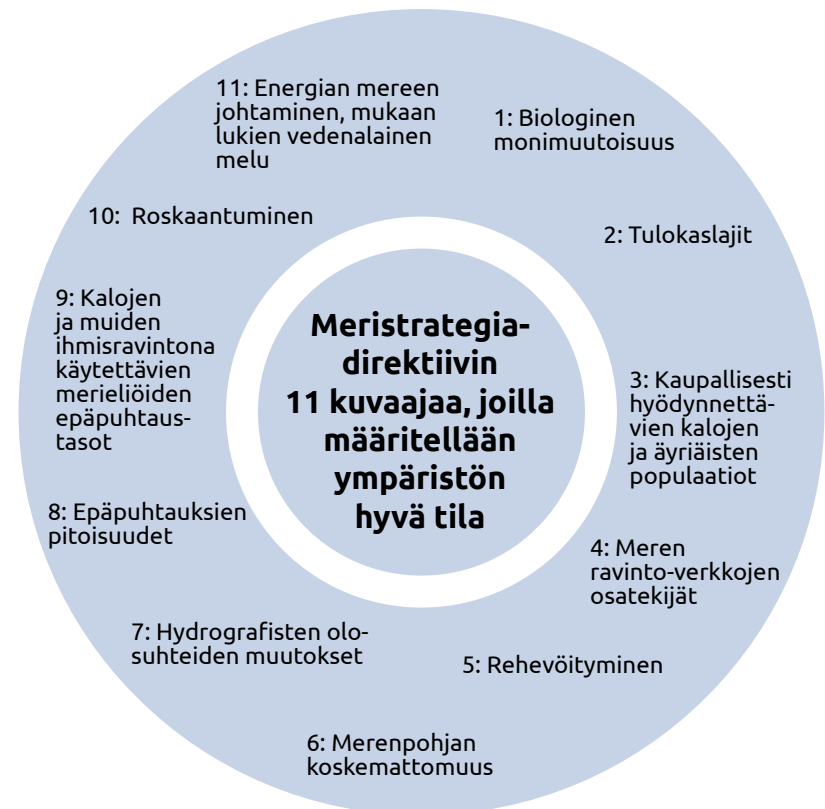 Meristrategia-
direktiivin
11 kuvaajaa, joilla
määritellään
ympäristön
hyvä tila
1: Biologinen
monimuutoisuus
2: Tulokaslajit
3: Kaupallisesti
hyödynnettä-
vien kalojen
ja äyriäisten
populaatiot
4: Meren
ravinto-verkkojen
osatekijät
5: Rehevöityminen
6: Merenpohjan
koskemattomuus
7: Hydrografisten olo-
suhteiden muutokset
8: Epäpuhtauksien
pitoisuudet
9: Kalojen
ja muiden
ihmisravintona
käytettävien
merieliöiden
epäpuhtaus-
tasot
10: Roskaantuminen
11: Energian mereen
johtaminen, mukaan
lukien vedenalainen
melu